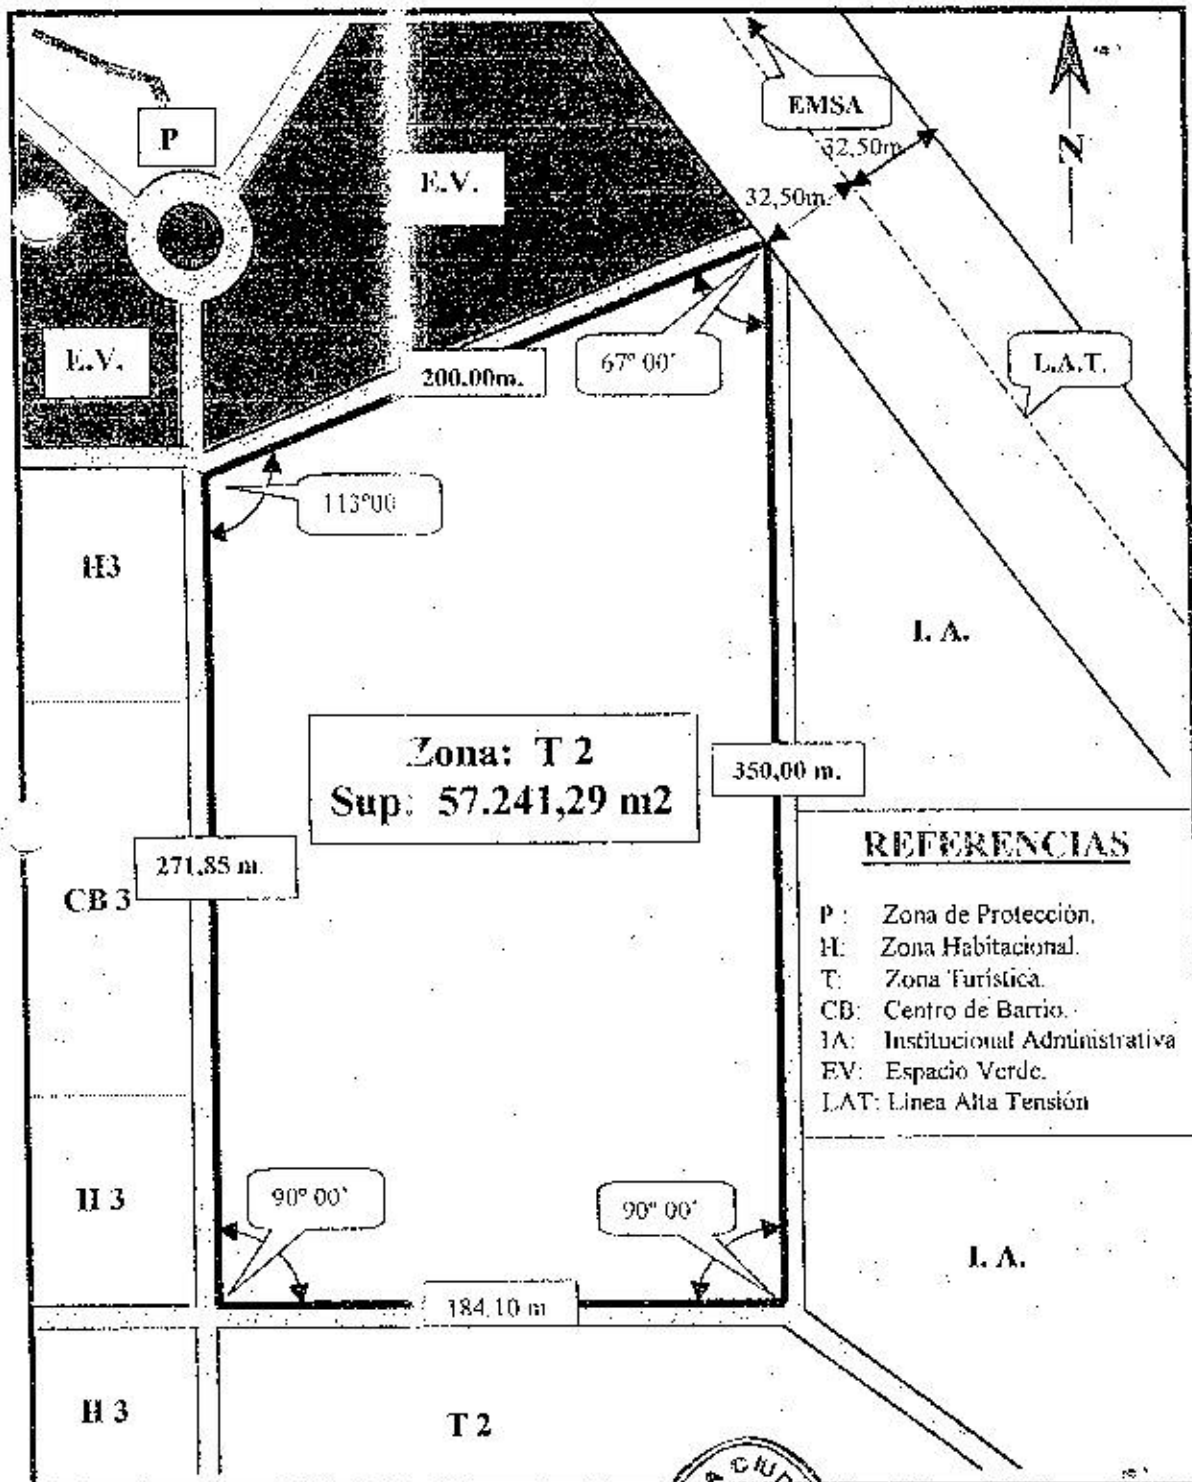 EMSA
P
32,50m.
N
E.V.
32,50m.
E.V.
67° 00'
L.A.T.
200,00m.
113°00
H3
I. A.
Zona: T 2
Sup: 57.241,29 m2
350,00 m.
271,85 m.
CB 3
REFERENCIAS
P : Zona de Protección.
H: Zona Habitacional.
T: Zona Turística.
CB: Centro de Barrio.
IA: Institucional Administrativa
EV: Espacio Verde.
LAT: Linea Alta Tensión
H 3
90° 00'
90° 00'
I. A.
184,10 m
H 3
T 2
A CIUD